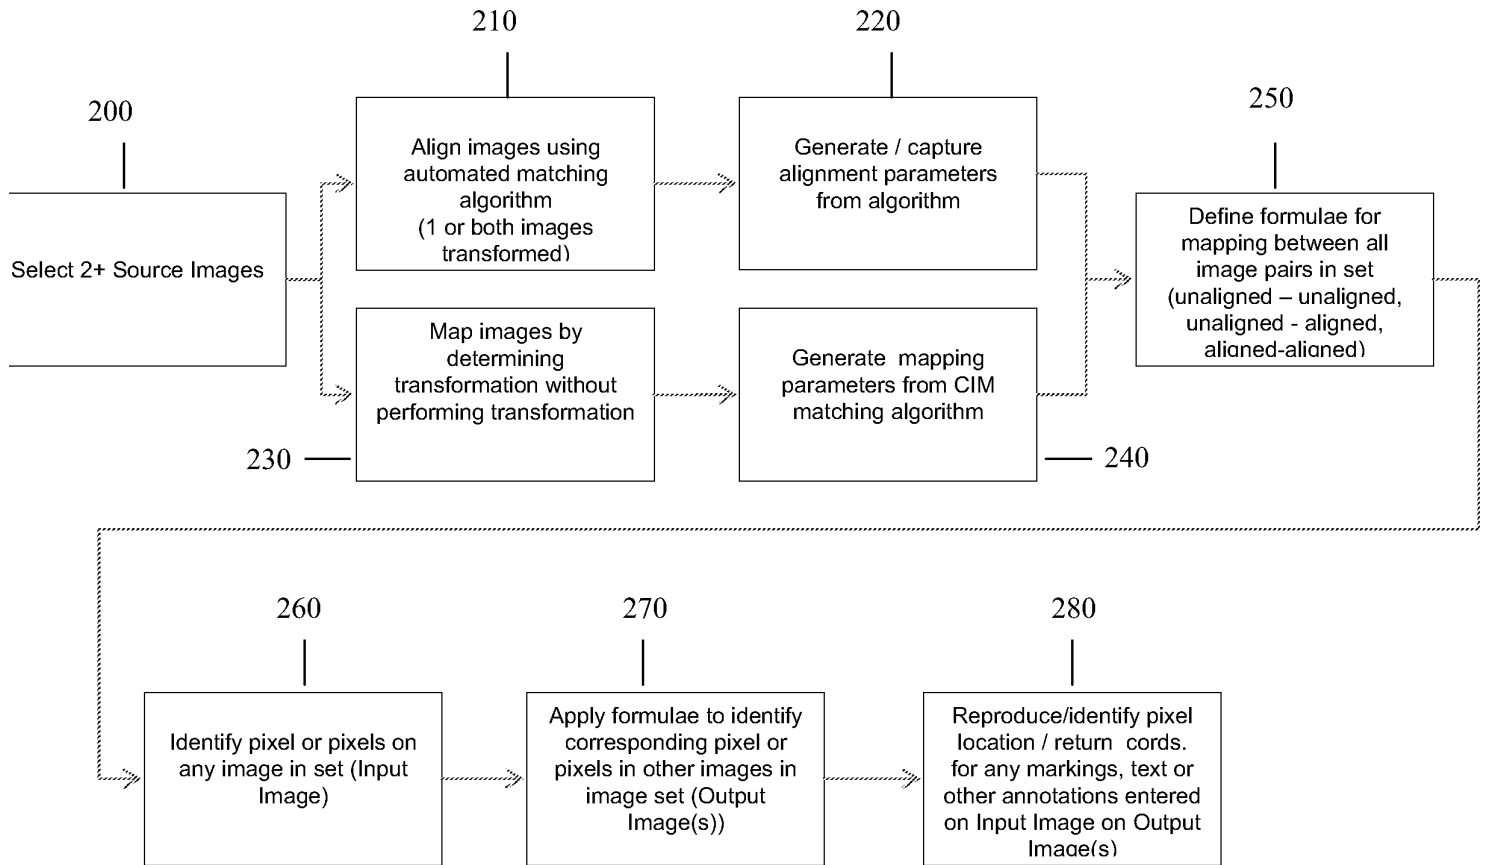 200
Select 2+ Source Images
210
Align images using
automated matching
algorithm
(1 or both images
transformed)
220
Generate / capture
alignment parameters
from algorithm
230
Map images by
determining
transformation without
performing transformation
240
Generate mapping
parameters from CIM
matching algorithm
250
Define formulae for
mapping between all
image pairs in set
(unaligned – unaligned,
unaligned - aligned,
aligned-aligned)
260
Identify pixel or pixels on
any image in set (Input
Image)
270
Apply formulae to identify
corresponding pixel or
pixels in other images in
image set (Output
Image(s))
280
Reproduce/identify pixel
location / return cords.
for any markings, text or
other annotations entered
on Input Image on Output
Image(s)